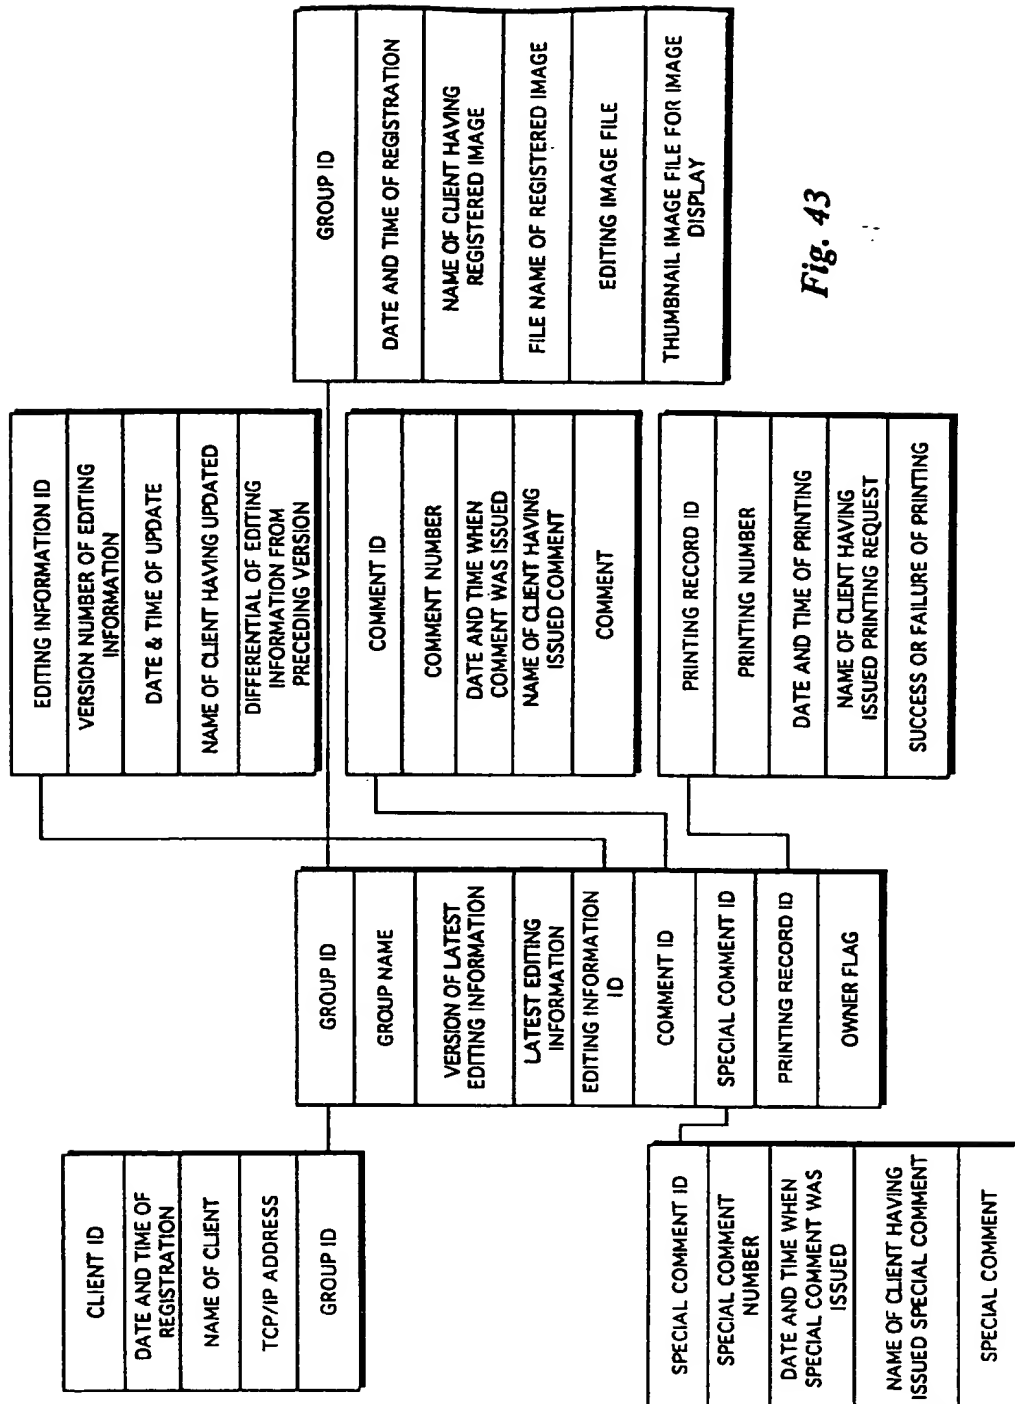 CLIENT ID
DATE AND TIME OF
REGISTRATION
NAME OF CLIENT
TCP/IP ADDRESS
GROUP ID
SPECIAL COMMENT ID
SPECIAL COMMENT
NUMBER
DATE AND TIME WHEN
SPECIAL COMMENT WAS
ISSUED
NAME OF CLIENT HAVING
ISSUED SPECIAL COMMENT
SPECIAL COMMENT
GROUP ID
GROUP NAME
VERSION OF LATEST
EDITING INFORMATION
LATEST EDITING
INFORMATION
EDITING INFORMATION
ID
COMMENT ID
SPECIAL COMMENT ID
PRINTING RECORD ID
OWNER FLAG
EDITING INFORMATION ID
VERSION NUMBER OF EDITING
INFORMATION
DATE & TIME OF UPDATE
NAME OF CLIENT HAVING UPDATED
DIFFERENTIAL OF EDITING
INFORMATION FROM
PRECEDING VERSION
COMMENT ID
COMMENT NUMBER
DATE AND TIME WHEN
COMMENT WAS ISSUED
NAME OF CLIENT HAVING
ISSUED COMMENT
COMMENT
PRINTING RECORD ID
PRINTING NUMBER
DATE AND TIME OF PRINTING
NAME OF CLIENT HAVING
ISSUED PRINTING REQUEST
SUCCESS OR FAILURE OF PRINTING
GROUP ID
DATE AND TIME OF REGISTRATION
NAME OF CLIENT HAVING
REGISTERED IMAGE
FILE NAME OF REGISTERED IMAGE
EDITING IMAGE FILE
THUMBNAIL IMAGE FILE FOR IMAGE
DISPLAY
Fig. 43